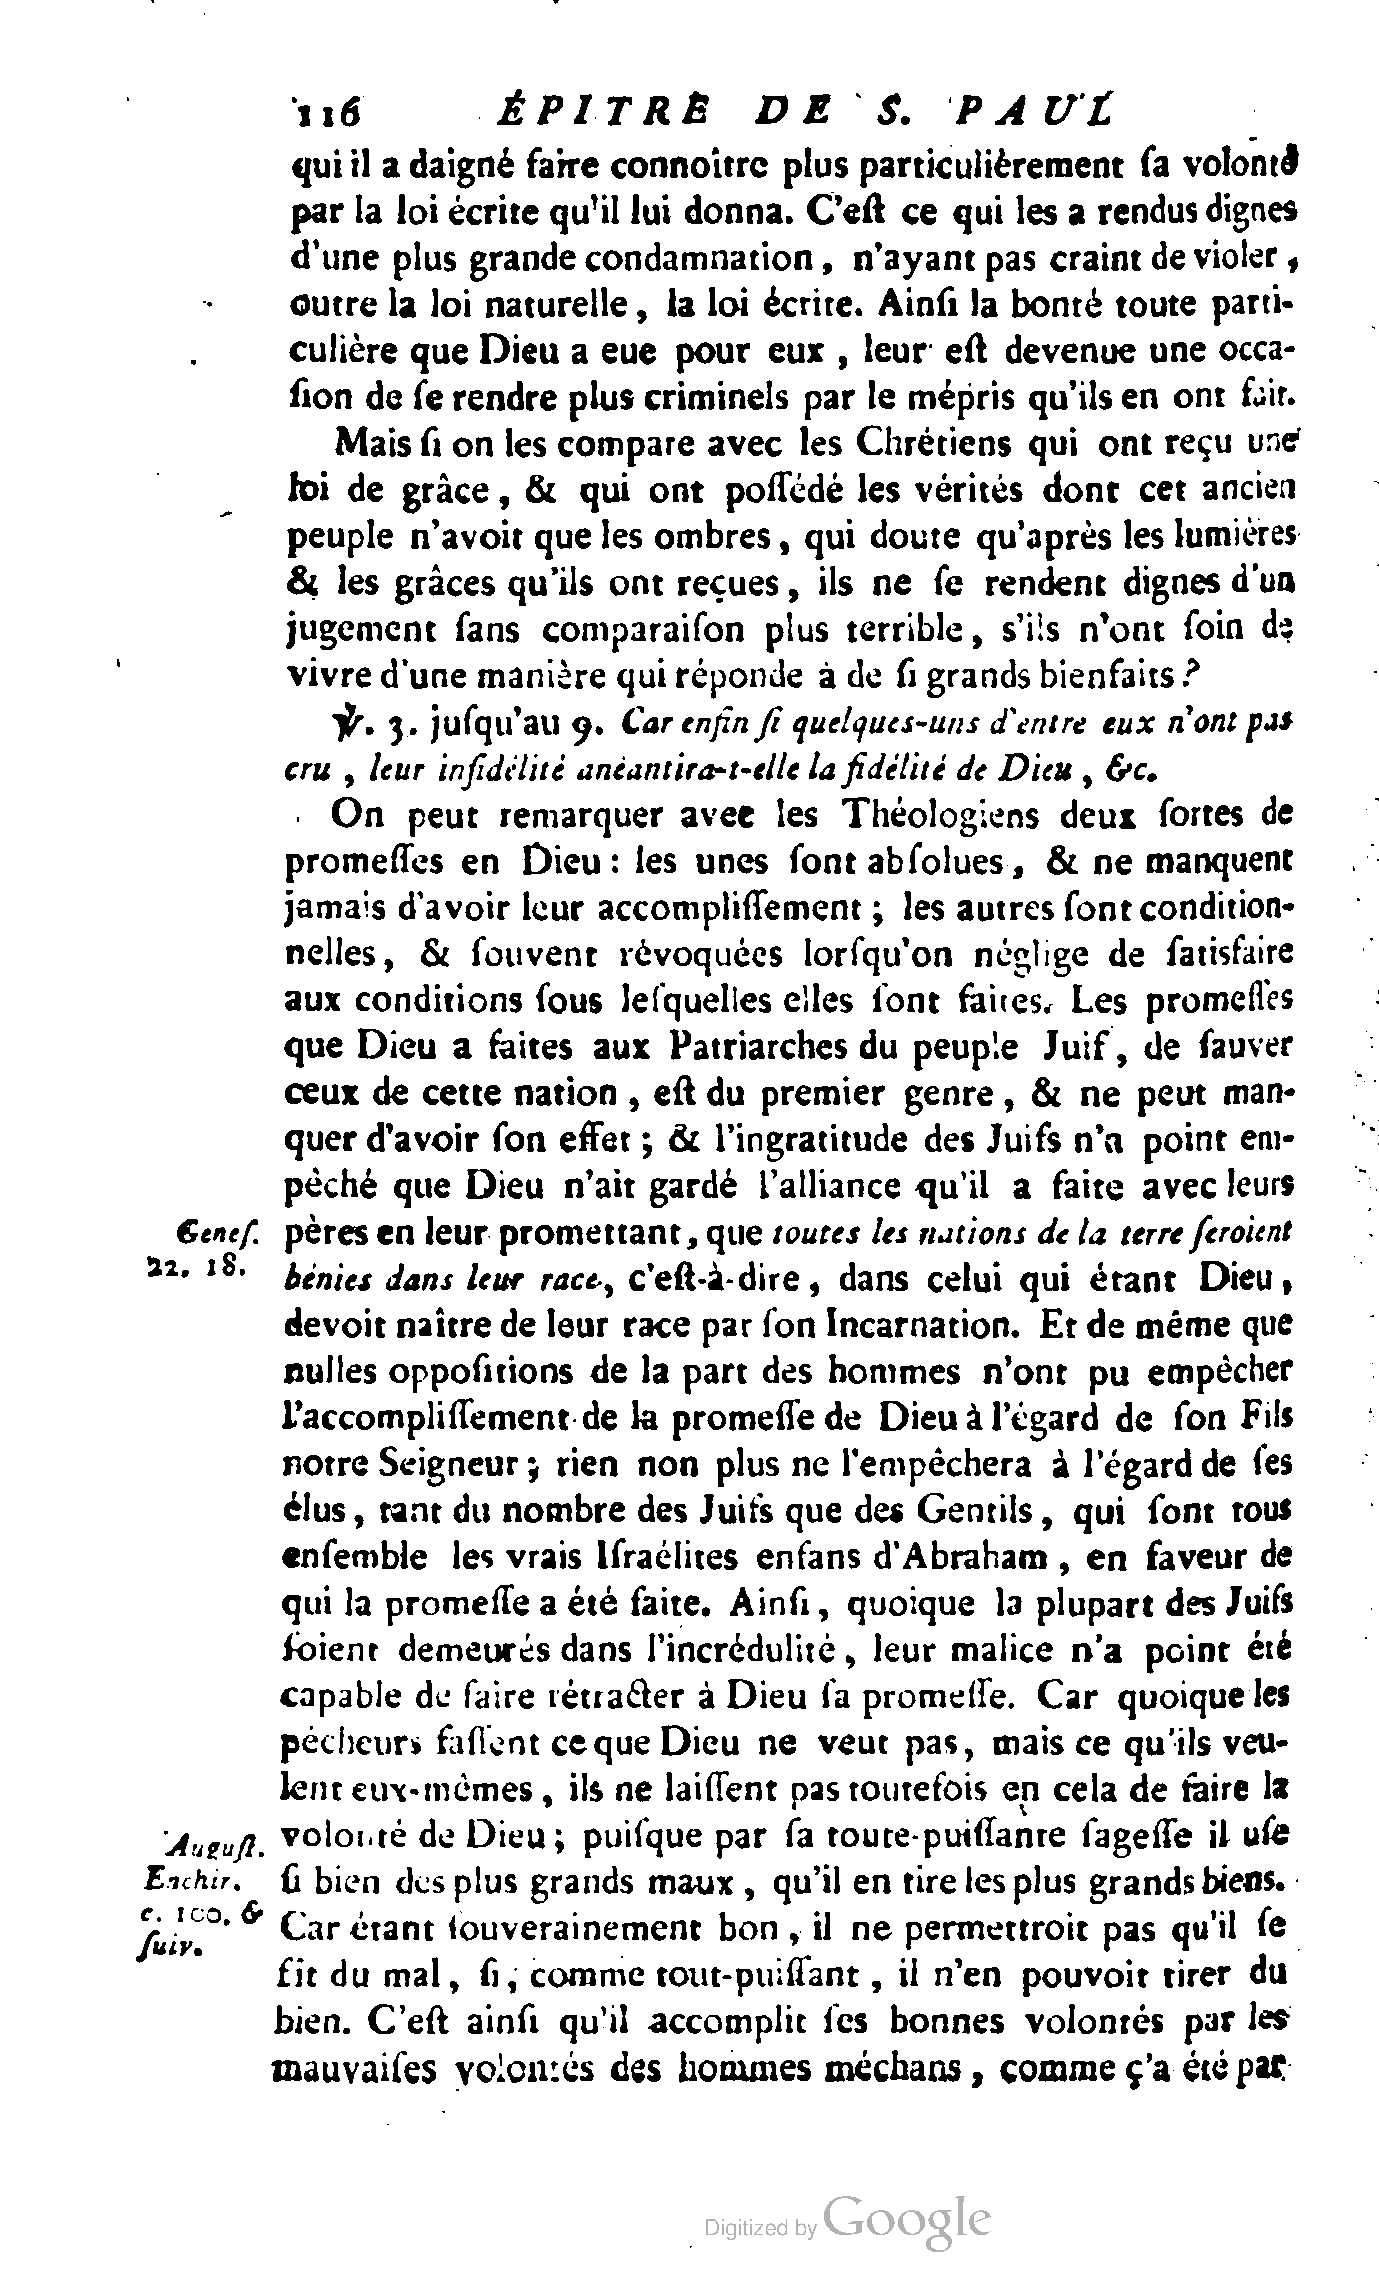 116 ÉPITRE DE S. PAUL
qui il a daigné faire connoître plus particulièrement ſa volonté
par la loi écrite qu'il lui donna. C'eſt ce qui les a rendus dignes
d'une plus grande condamnation, n'ayant pas craint de violer,
outre la loi naturelle, la loi écrite. Ainſi la bonté toute parti-
culière que Dieu a eue pour eux, leur eſt devenue une occa-
ſion de ſe rendre plus criminels par le mépris qu'ils en ont fait.
Mais ſi on les compare avec les Chrétiens qui ont reçu une
loi de grâce, & qui ont poſſédé les vérités dont cet ancien
peuple n'avoit que les ombres, qui doute qu'après les lumières
& les grâces qu'ils ont reçues, ils ne ſe rendent dignes d'un
jugement ſans comparaiſon plus terrible, s'ils n'ont ſoin de
vivre d'une manière qui réponde à de ſi grands bienfaits?
℣. 3. juſqu'au 9. Car enfin ſi quelques-uns d'entre eux n'ont pas
cru, leur infidélité anéantira-t-elle la fidélité de Dieu, &c.
On peut remarquer avec les Théologiens deux ſortes de
promeſſes en Dieu: les unes ſont abſolues, & ne manquent
jamais d'avoir leur accompliſſement; les autres ſont condition-
nelles, & ſouvent révoquées lorſqu'on néglige de ſatisfaire
aux conditions ſous leſquelles elles ſont faites. Les promeſſes
que Dieu a faites aux Patriarches du peuple Juif, de ſauver
ceux de cette nation, eſt du premier genre, & ne peut man-
quer d'avoir ſon effet; & l'ingratitude des Juifs n'a point em-
pêché que Dieu n'ait gardé l'alliance qu'il a faite avec leurs
Geneſ. pères en leur promettant, que toutes les nations de la terre ſeroient
22. 18. bénies dans leur race, c'eſt-à-dire, dans celui qui étant Dieu,
devoit naître de leur race par ſon Incarnation. Et de même que
nulles oppoſitions de la part des hommes n'ont pu empêcher
l'accompliſſement de la promeſſe de Dieu à l'égard de ſon Fils
notre Seigneur; rien non plus ne l'empêchera à l'égard de ſes
élus, tant du nombre des Juifs que des Gentils, qui ſont tous
enſemble les vrais Iſraélites enfans d'Abraham, en faveur de
qui la promeſſe a été faite. Ainſi, quoique la plupart des Juifs
ſoient demeurés dans l'incrédulité, leur malice n'a point été
capable de faire rétracter à Dieu ſa promeſſe. Car quoique les
pécheurs faſſent ce que Dieu ne veut pas, mais ce qu'ils veu-
lent eux-mêmes, ils ne laiſſent pas toutefois en cela de faire la
Auguſt. volonté de Dieu; puiſque par ſa toute-puiſſante ſageſſe il uſe
Enchir. ſi bien des plus grands maux, qu'il en tire les plus grands biens.
c. 100. & Car étant ſouverainement bon, il ne permettroit pas qu'il ſe
ſuiv.
fît du mal, ſi, comme tout-puiſſant, il n'en pouvoit tirer du
bien. C'eſt ainſi qu'il accomplit ſes bonnes volontés par les
mauvaiſes volontés des hommes méchans, comme ç'a été par
Digitized by Google